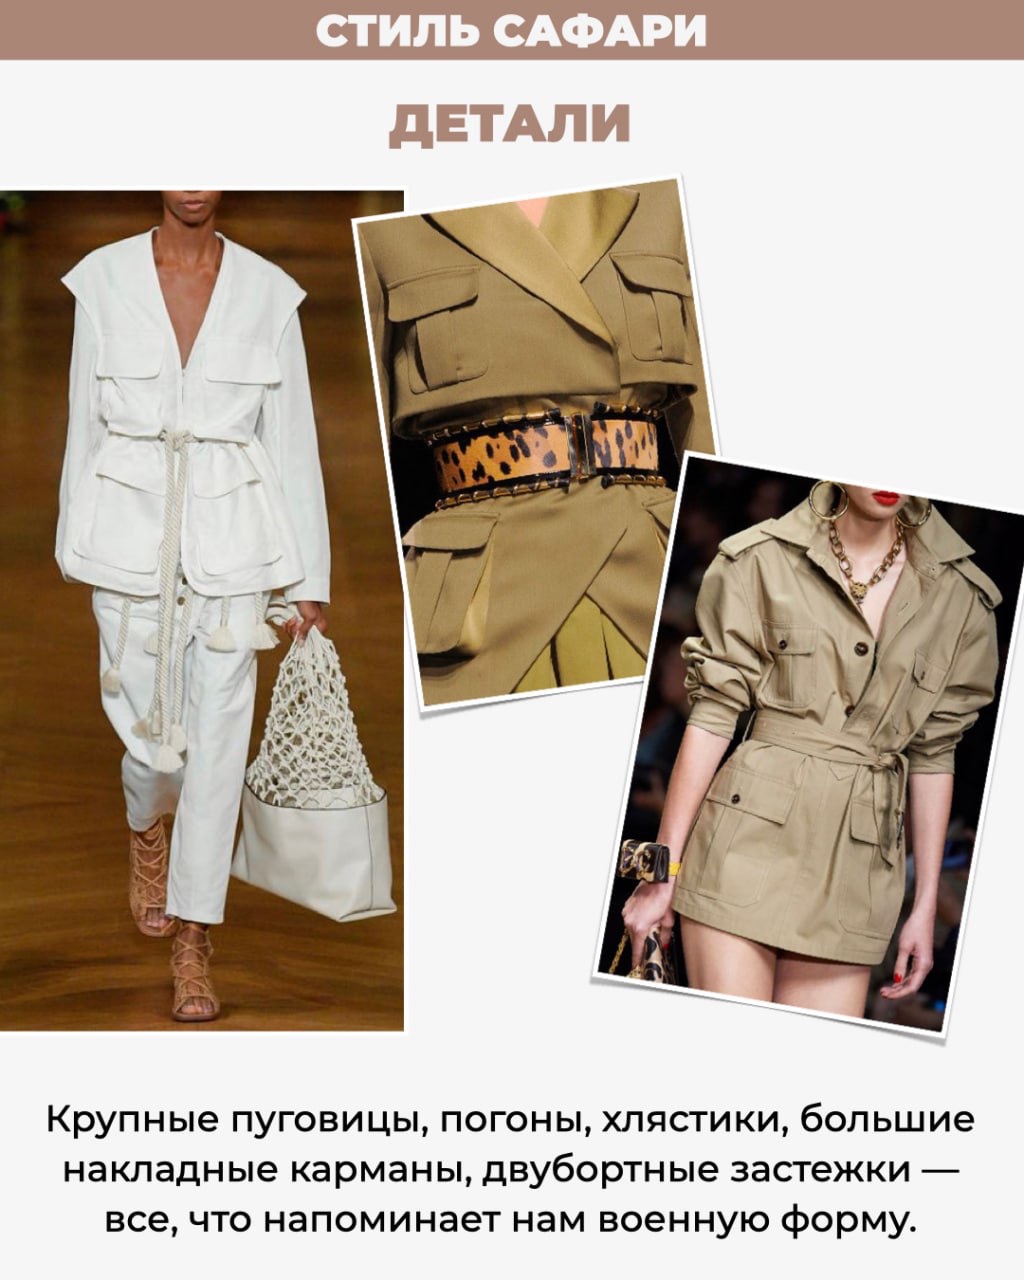 СТИЛЬ САФАРИ
ДЕТАЛИ
Крупные пуговицы, погоны, хлястики, большие
накладные карманы, двубортные застежки —
все, что напоминает нам военную форму.